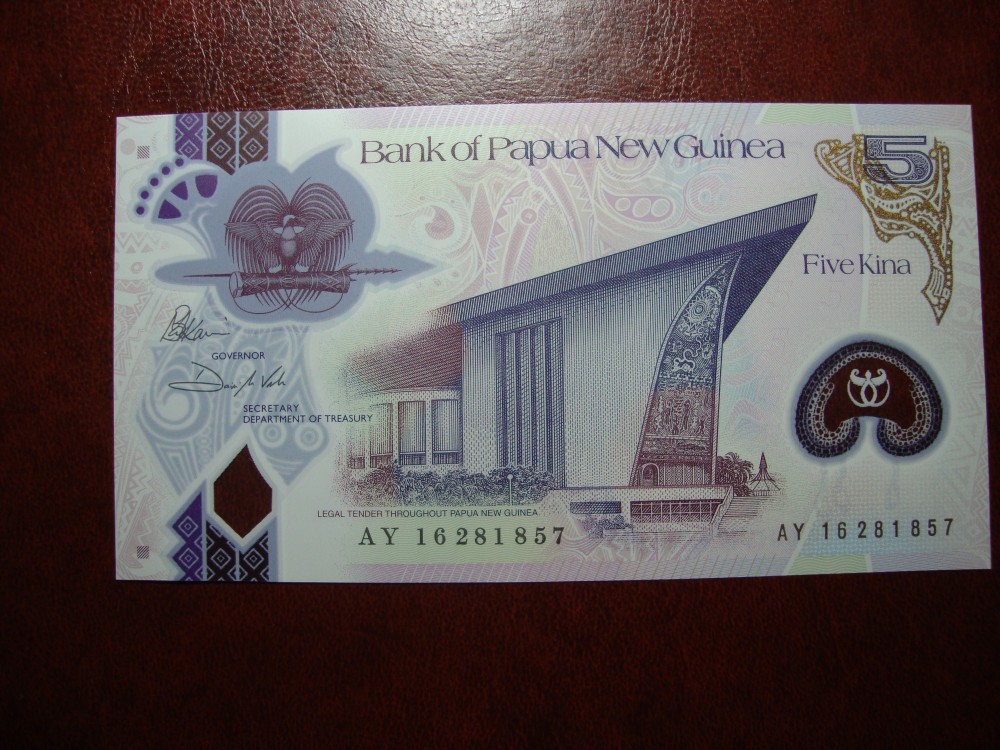 Bank of Papua New Guinea
5
Five Kina
GOVERNOR
SECRETARY
DEPARTMENT OF TREASURY
LEGAL TENDER THROUGHOUT PAPUA NEW GUINEA
AY 16281857
AY 16281857